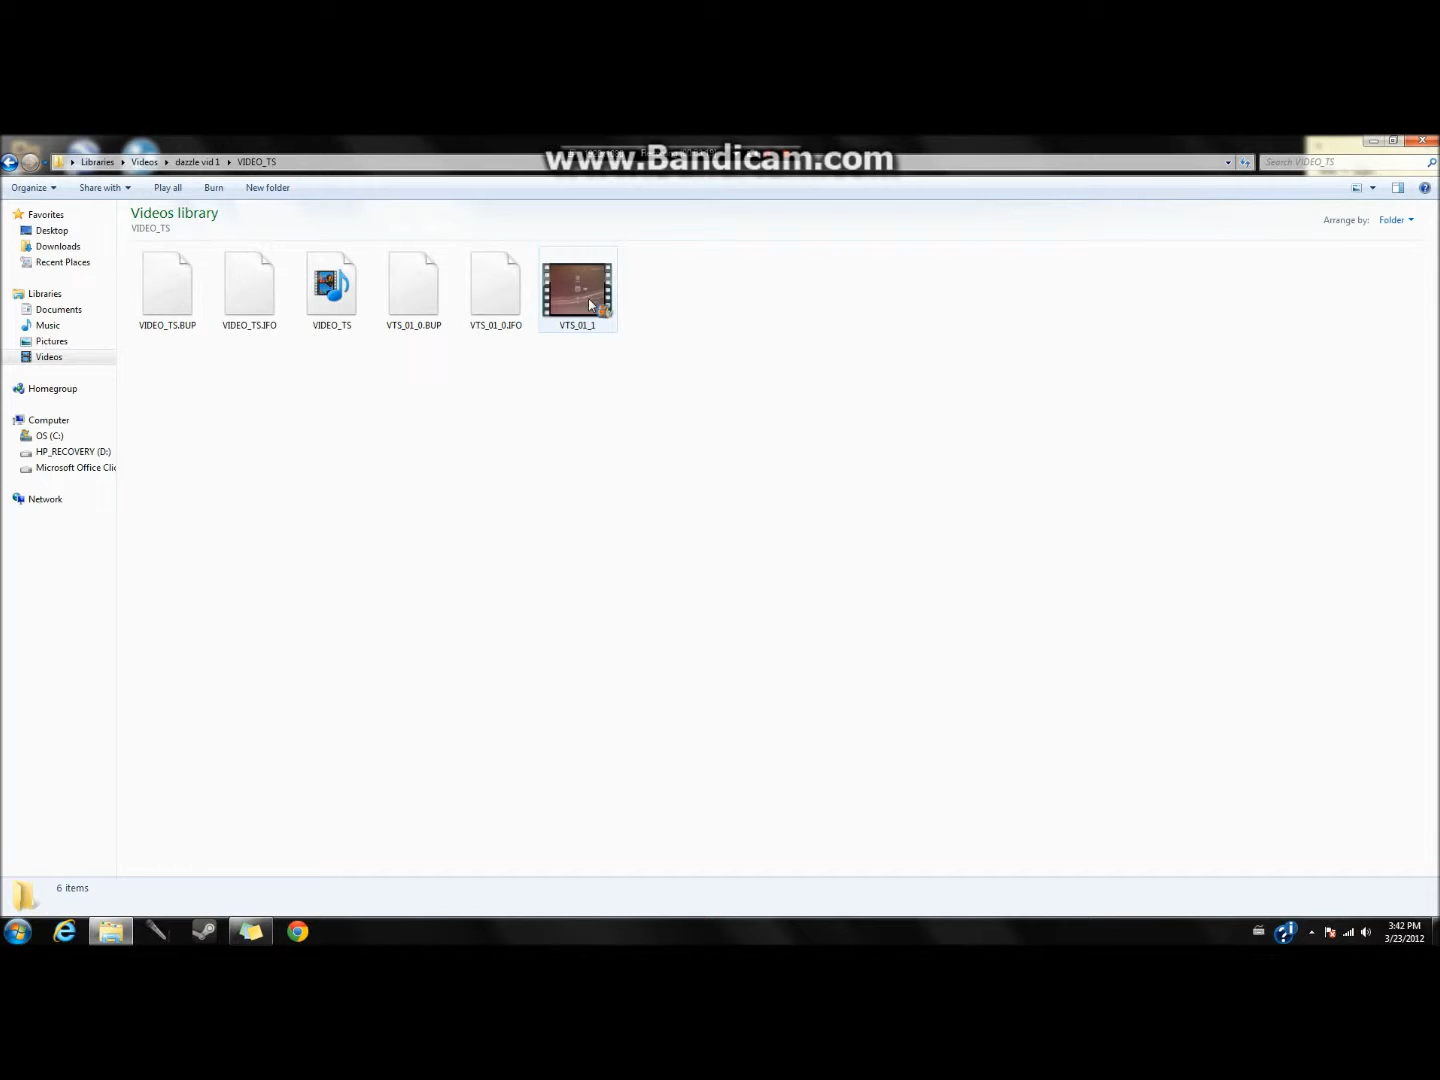 www.Bandicam.com
Libraries Videos dazzle vid 1 VIDEO_TS
Search VIDEO_TS
Organize Share with Play all Burn New folder
Favorites
Desktop
Downloads
Recent Places
Libraries
Documents
Music
Pictures
Videos
Homegroup
Computer
OS (C:)
HP_RECOVERY (D:)
Microsoft Office Clic
Network
Videos library
VIDEO_TS
Arrange by: Folder
VIDEO_TS.BUP
VIDEO_TS.IFO
VIDEO_TS
VTS_01_0.BUP
VTS_01_0.IFO
VTS_01_1
6 items
3:42 PM
3/23/2012